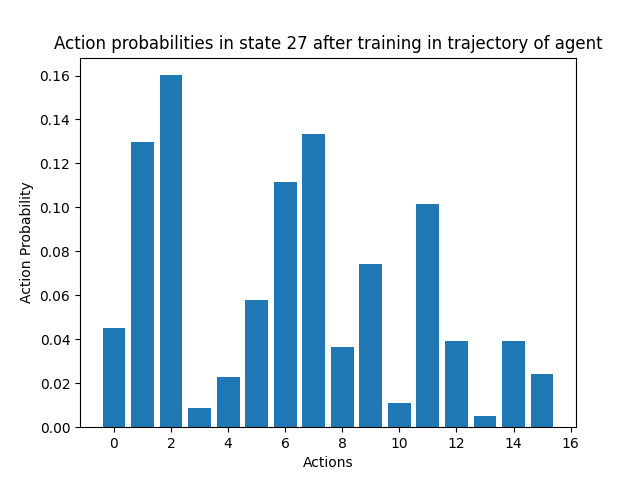 Action probabilities in state 27 after training in trajectory of agent
0.16
0.14
0.12
0.10
0.08
0.06
0.04
0.02
0.00
Action Probability
0 2 4 6 8 10 12 14 16
Actions